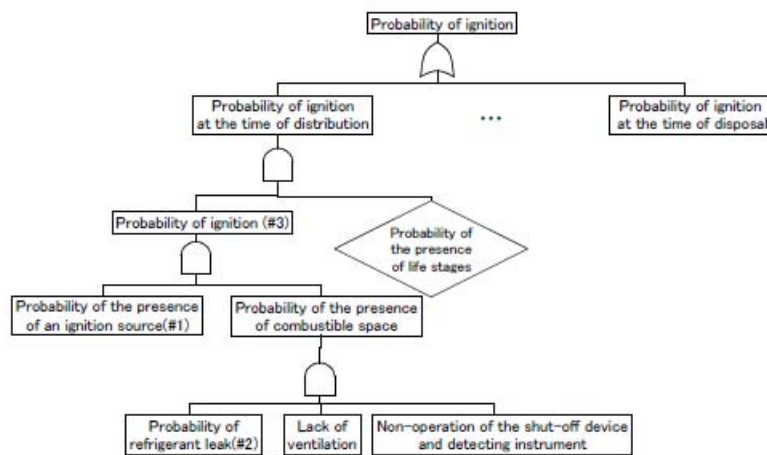 Probability of ignition
Probability of ignition
at the time of distribution
...
Probability of ignition
at the time of disposal
Probability of ignition (#3)
Probability of
the presence
of life stages
Probability of the presence
of an ignition source(#1)
Probability of the presence
of combustible space
Probability of
refrigerant leak(#2)
Lack of
ventilation
Non-operation of the shut-off device
and detecting instrument